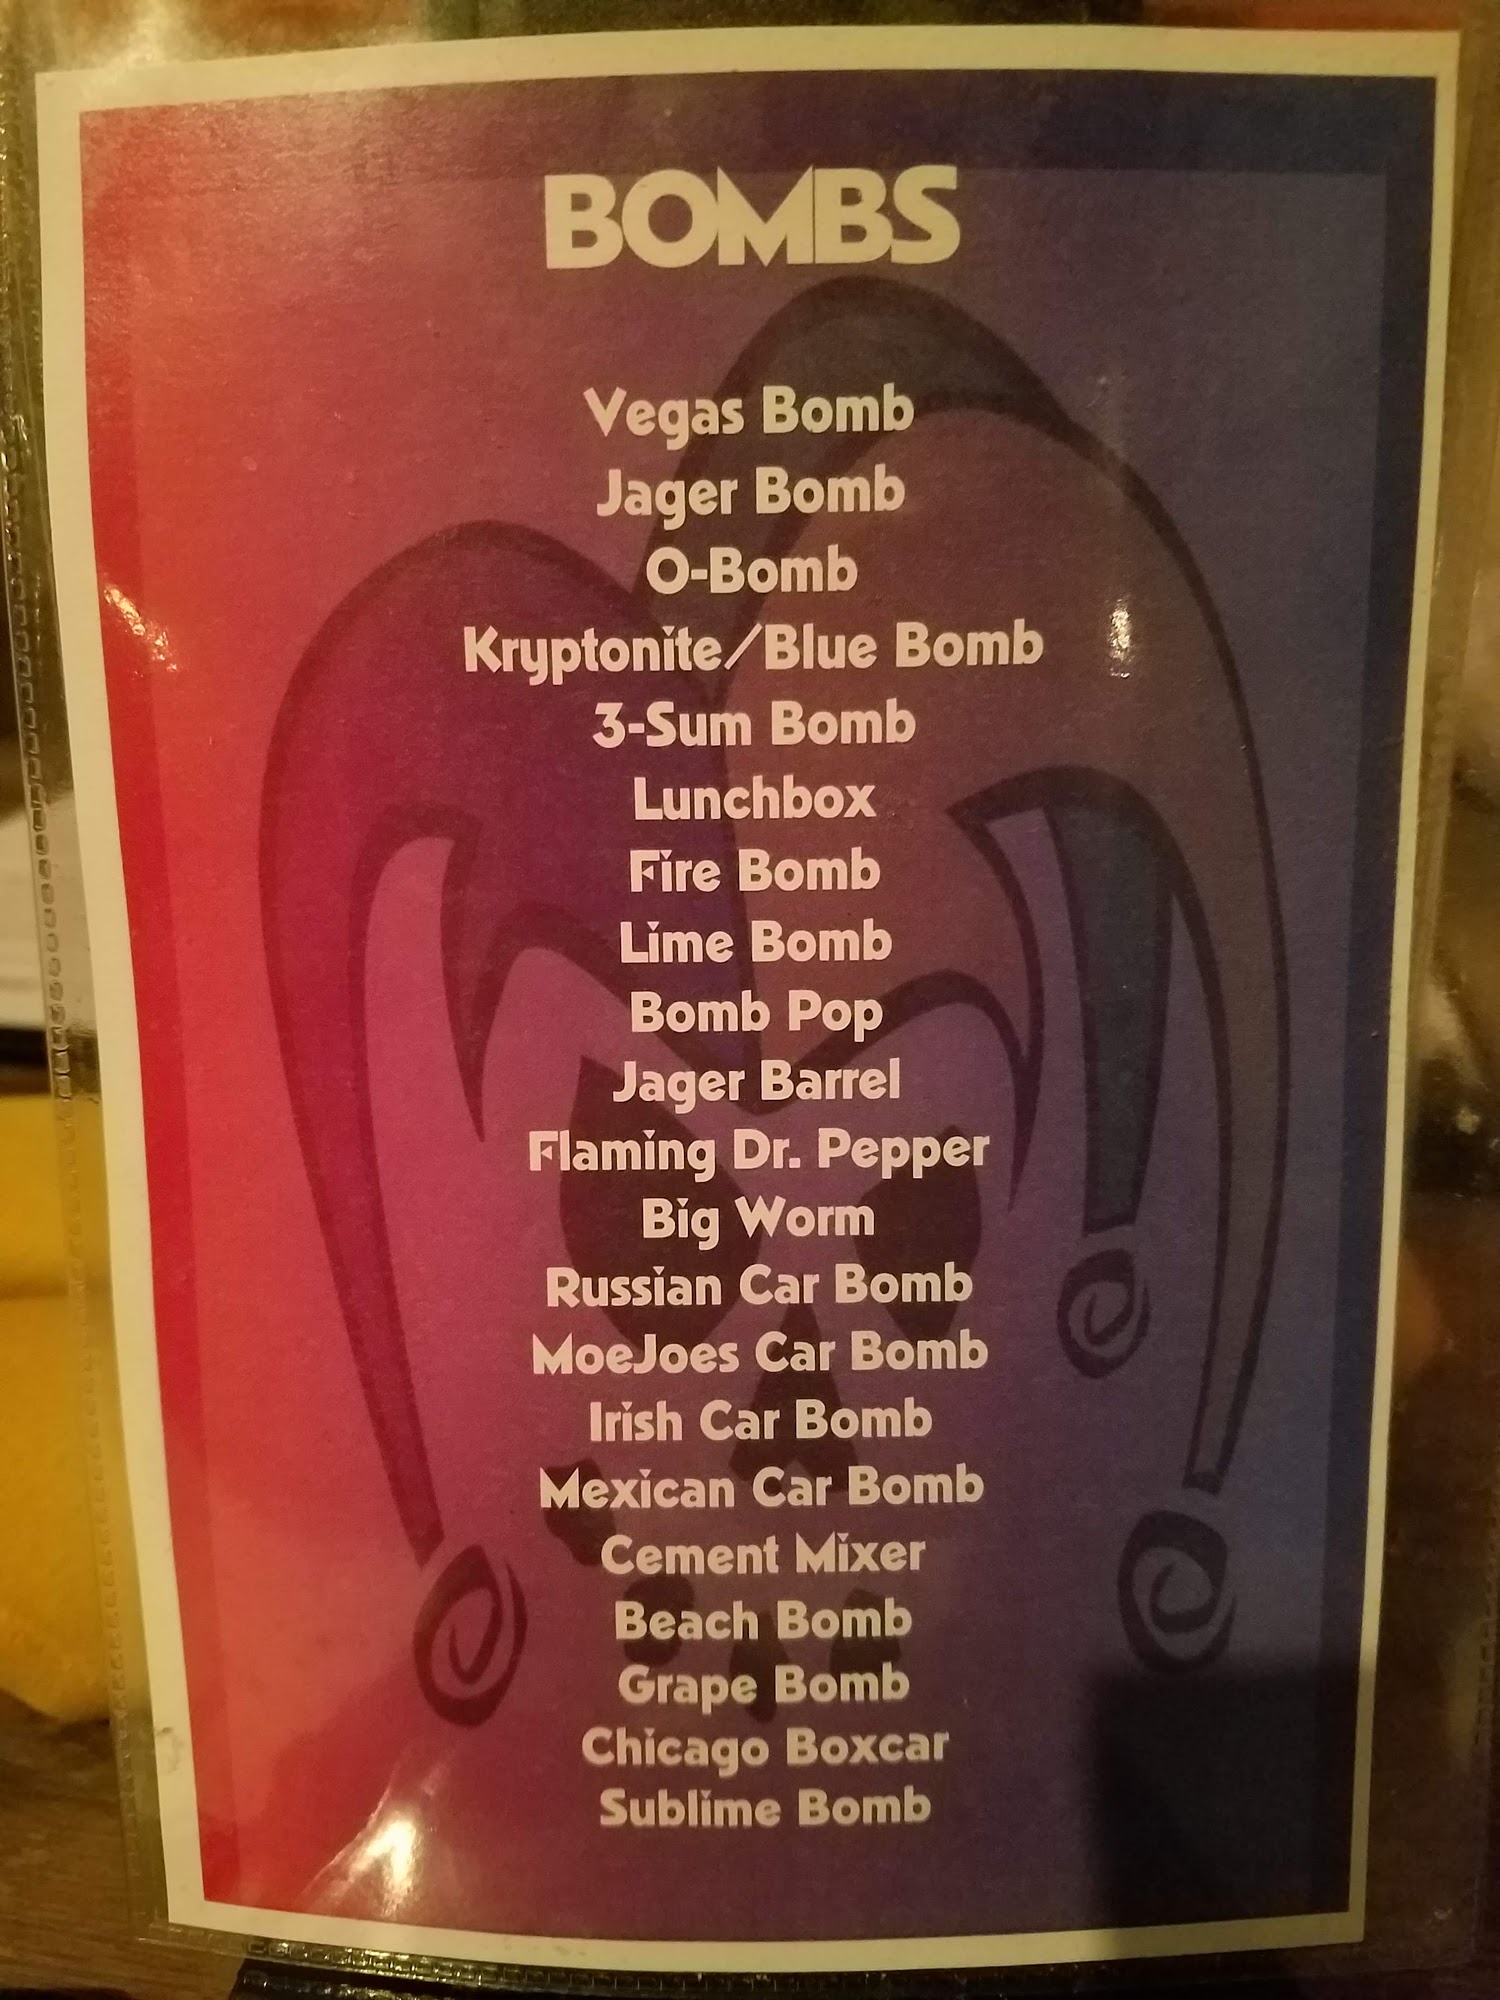 BOMBS
Vegas Bomb
Jager Bomb
O-Bomb
Kryptonite/Blue Bomb
3-Sum Bomb
Lunchbox
Fire Bomb
Lime Bomb
Bomb Pop
Jager Barrel
Flaming Dr. Pepper
Big Worm
Russian Car Bomb
MoeJoes Car Bomb
Irish Car Bomb
Mexican Car Bomb
Cement Mixer
Beach Bomb
Grape Bomb
Chicago Boxcar
Sublime Bomb